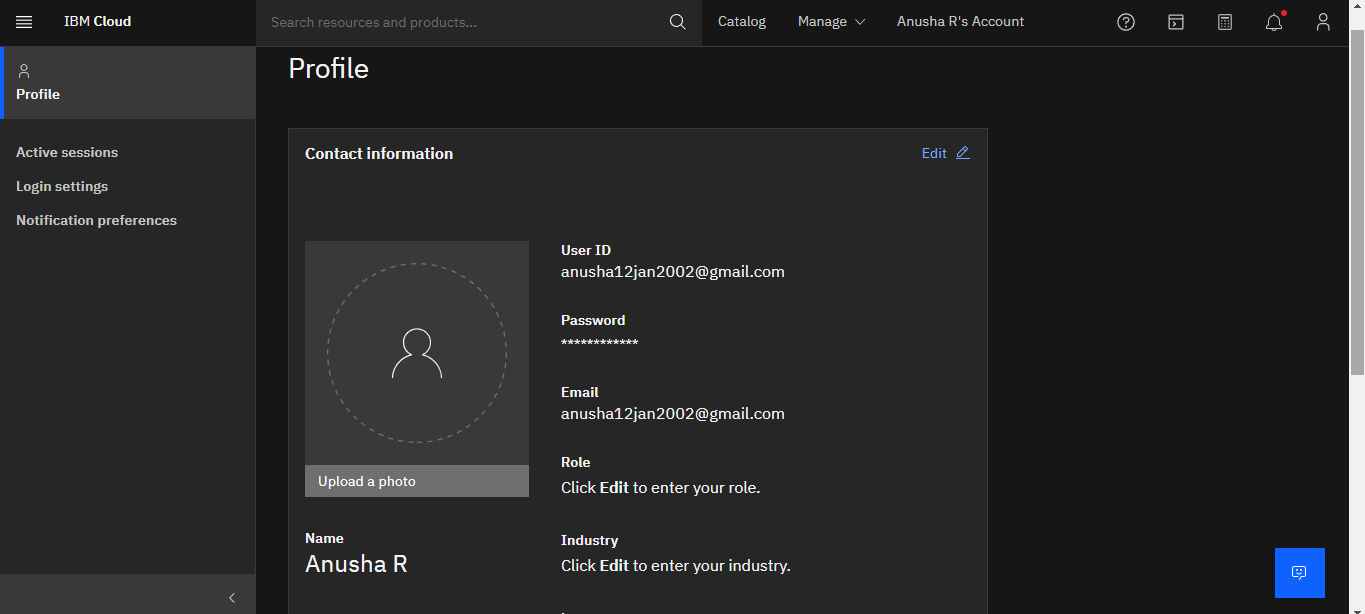 IBM Cloud
Search resources and products...
Catalog
Manage
Anusha R's Account
Profile
Active sessions
Login settings
Notification preferences
Profile
Contact information
Edit
Upload a photo
Name
Anusha R
User ID
anusha12jan2002@gmail.com
Password
************
Email
anusha12jan2002@gmail.com
Role
Click Edit to enter your role.
Industry
Click Edit to enter your industry.